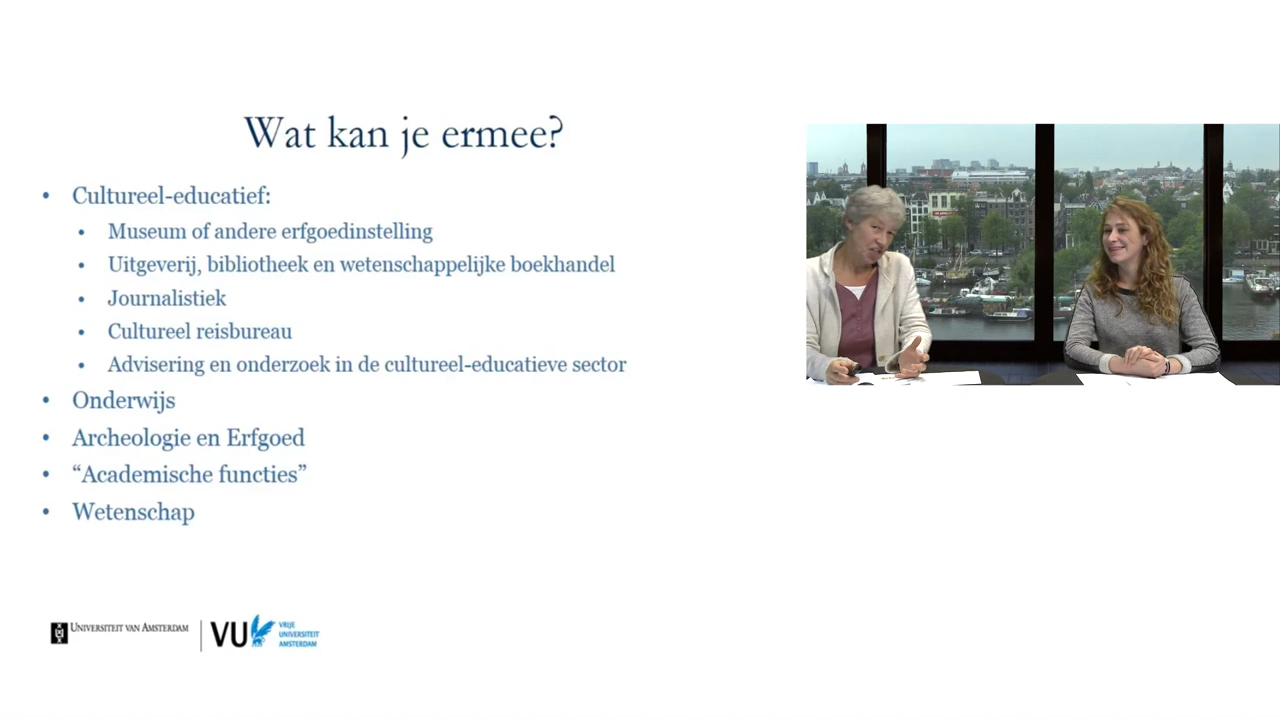 Wat kan je ermee?
• Cultureel-educatief:
• Museum of andere erfgoedinstelling
• Uitgeverij, bibliotheek en wetenschappelijke boekhandel
• Journalistiek
• Cultureel reisbureau
• Advisering en onderzoek in de cultureel-educatieve sector
• Onderwijs
• Archeologie en Erfgoed
• “Academische functies”
• Wetenschap
UNIVERSITEIT VAN AMSTERDAM
VU
VRIJE
UNIVERSITEIT
AMSTERDAM